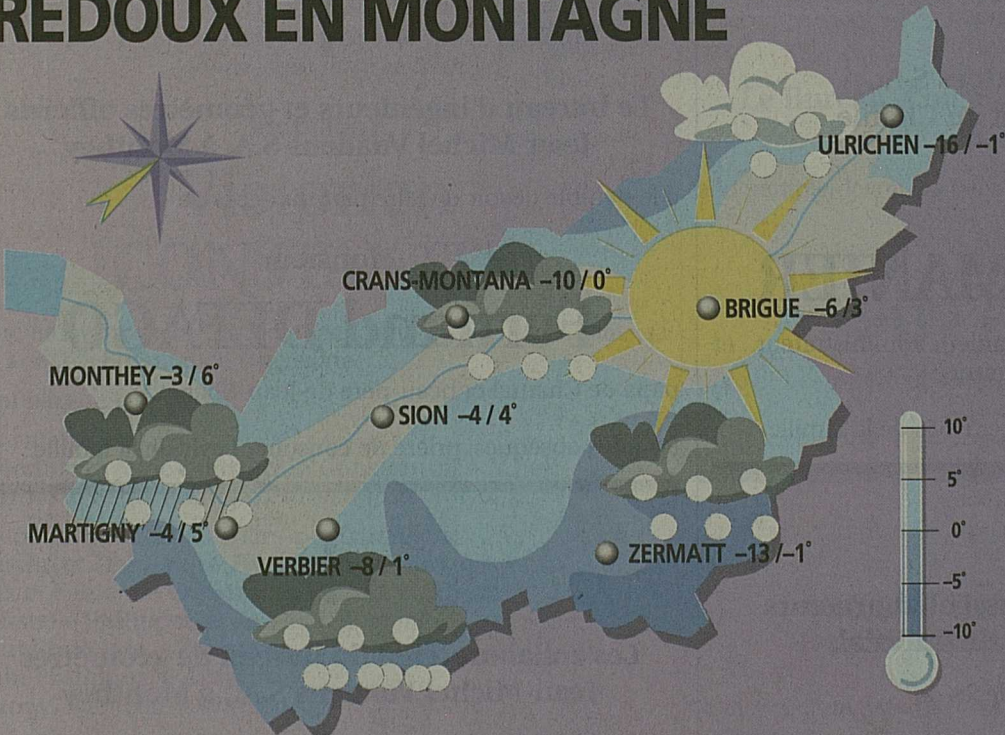 REDOUX EN MONTAGNE
ULRICHEN –16 / –1°
CRANS-MONTANA –10 / 0°
BRIGUE –6 / 3°
MONTHEY –3 / 6°
SION –4 / 4°
MARTIGNY –4 / 5°
VERBIER –8 / 1°
ZERMATT –13 / –1°
10°
5°
0°
–5°
–10°